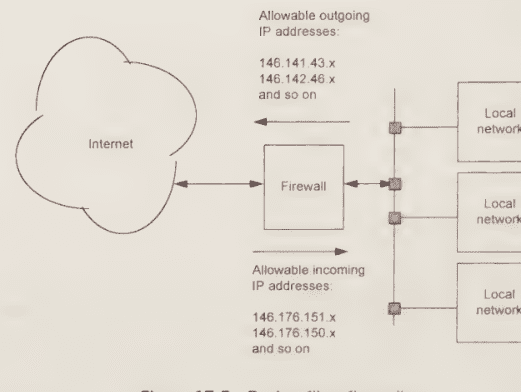 Allowable outgoing
IP addresses:
146.141.43.x
146.142.46.x
and so on
Internet
Firewall
Local
network
Local
network
Local
network
Allowable incoming
IP addresses:
146.176.151.x
146.176.150.x
and so on